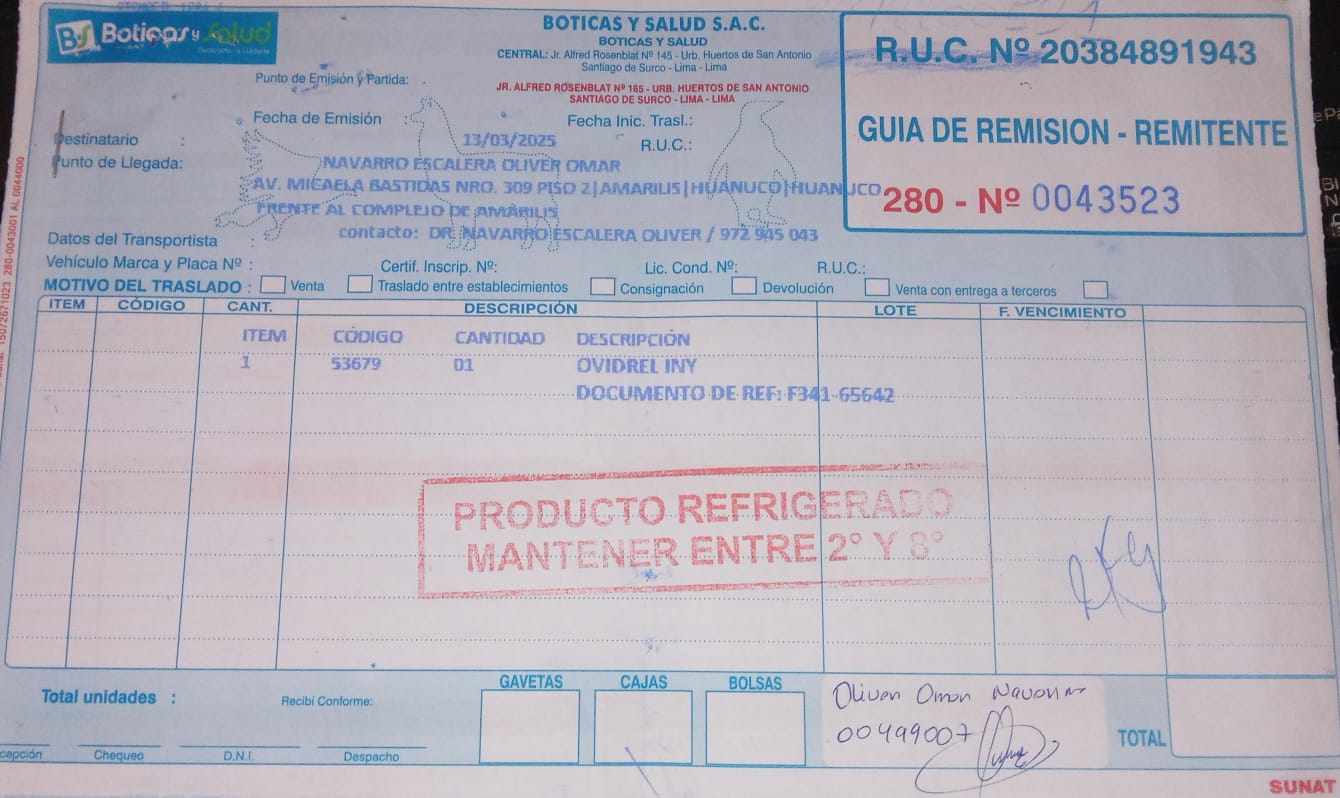 BS Boticas y Salud
BOTICAS Y SALUD S.A.C.
BOTICAS Y SALUD
CENTRAL: Jr. Alfred Rosenblat Nº 145 - Urb. Huertos de San Antonio
Santiago de Surco - Lima - Lima
Punto de Emisión y Partida:
JR. ALFRED ROSENBLAT Nº 165 - URB. HUERTOS DE SAN ANTONIO
SANTIAGO DE SURCO - LIMA - LIMA
R.U.C. Nº 20384891943
GUIA DE REMISION - REMITENTE
280 - Nº 0043523
Fecha de Emisión :
Fecha Inic. Trasl.:
13/03/2025
Destinatario :
R.U.C.:
Punto de Llegada:
NAVARRO ESCALERA OLIVER OMAR
AV. MICAELA BASTIDAS NRO. 309 PISO 2|AMARILIS|HUANUCO|HUANUCO
FRENTE AL COMPLEJO DE AMARILIS
contacto: DR. NAVARRO ESCALERA OLIVER / 972 945 043
Datos del Transportista :
Vehículo Marca y Placa Nº : Certif. Inscrip. Nº: Lic. Cond. Nº: R.U.C.:
MOTIVO DEL TRASLADO : Venta Traslado entre establecimientos Consignación Devolución Venta con entrega a terceros
ITEM CÓDIGO CANT. DESCRIPCIÓN LOTE F. VENCIMIENTO
ITEM CÓDIGO CANTIDAD DESCRIPCIÓN
1 53679 01 OVIDREL INY
DOCUMENTO DE REF: F341-65642
PRODUCTO REFRIGERADO
MANTENER ENTRE 2° Y 8°
Total unidades :
Recibí Conforme:
GAVETAS CAJAS BOLSAS
00499007
TOTAL
Chequeo D.N.I. Despacho
SUNAT
280-0043001 AL 0044000